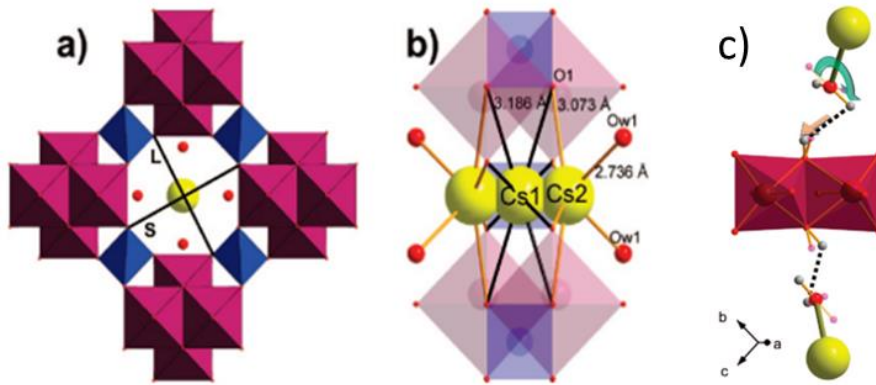 a)
L
S
b)
O1
3.186 Å
3.073 Å
Ow1
2.736 Å
Cs1
Cs2
Ow1
c)
b
a
c